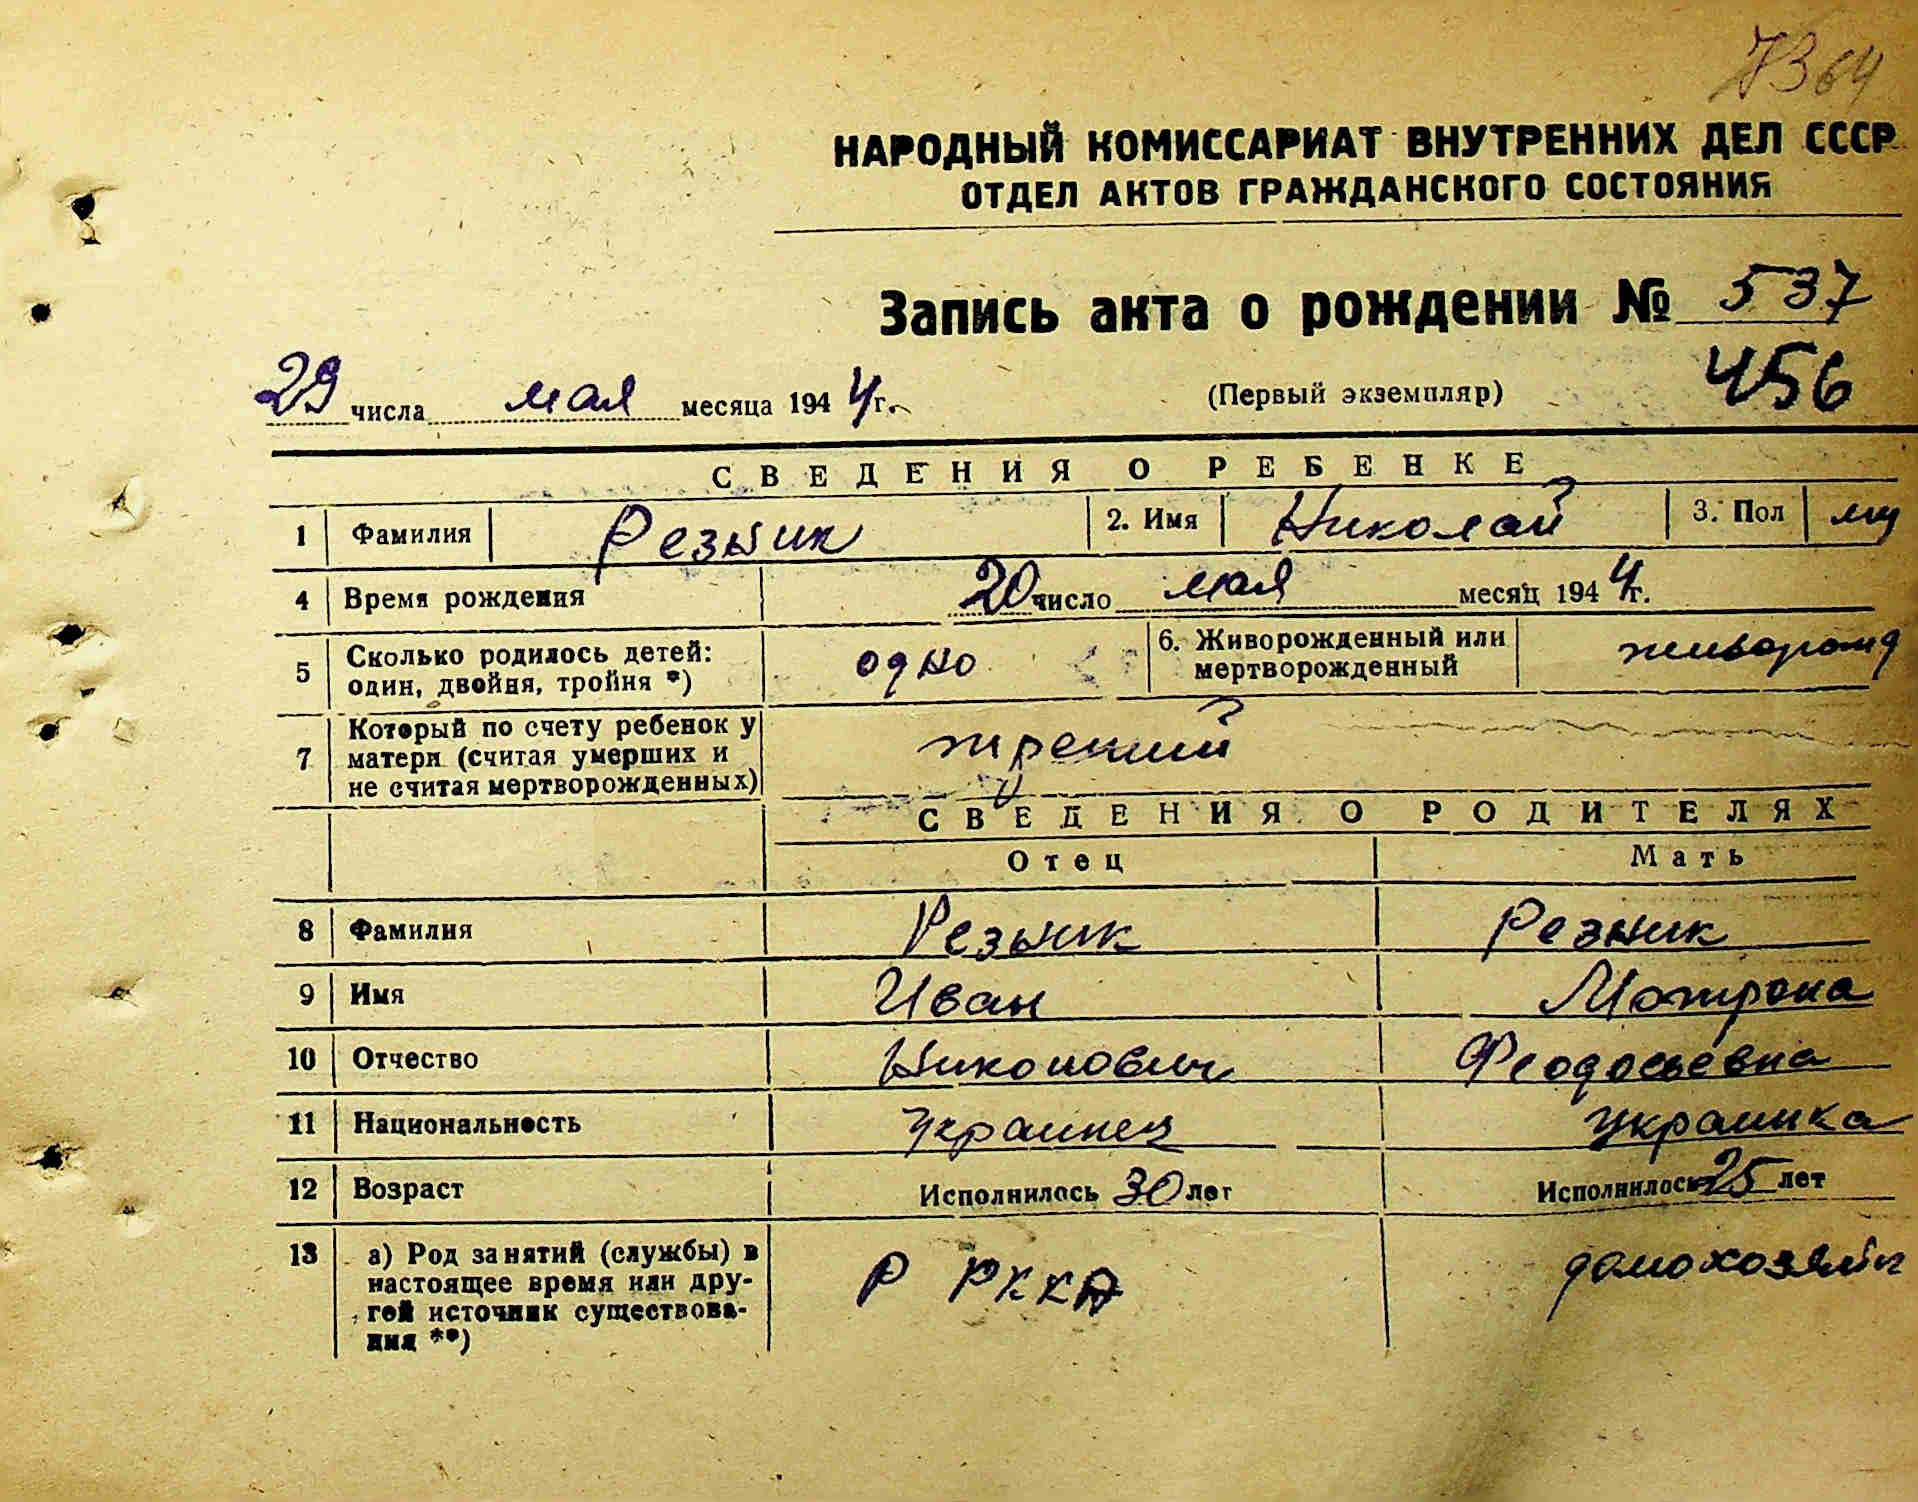 7364
НАРОДНЫЙ КОМИССАРИАТ ВНУТРЕННИХ ДЕЛ СССР
ОТДЕЛ АКТОВ ГРАЖДАНСКОГО СОСТОЯНИЯ
Запись акта о рождении № 537
29 числа мая месяца 1944 г. (Первый экземпляр) 456
СВЕДЕНИЯ О РЕБЕНКЕ
1 Фамилия Резник 2. Имя Николай 3. Пол му
4 Время рождения 20 число мая месяц 1944 г.
5 Сколько родилось детей: один, двойня, тройня *) одно 6. Живорожденный или мертворожденный живорожд
7 Который по счету ребенок у матери (считая умерших и не считая мертворожденных) третий
СВЕДЕНИЯ О РОДИТЕЛЯХ
Отец Мать
8 Фамилия Резник Резник
9 Имя Иван Мотрона
10 Отчество Никонович Феодосьевна
11 Национальность Украинец Украинка
12 Возраст Исполнилось 30 лет Исполнилось 25 лет
13 а) Род занятий (службы) в настоящее время или другой источник существования **) Р РККА домохозяйк